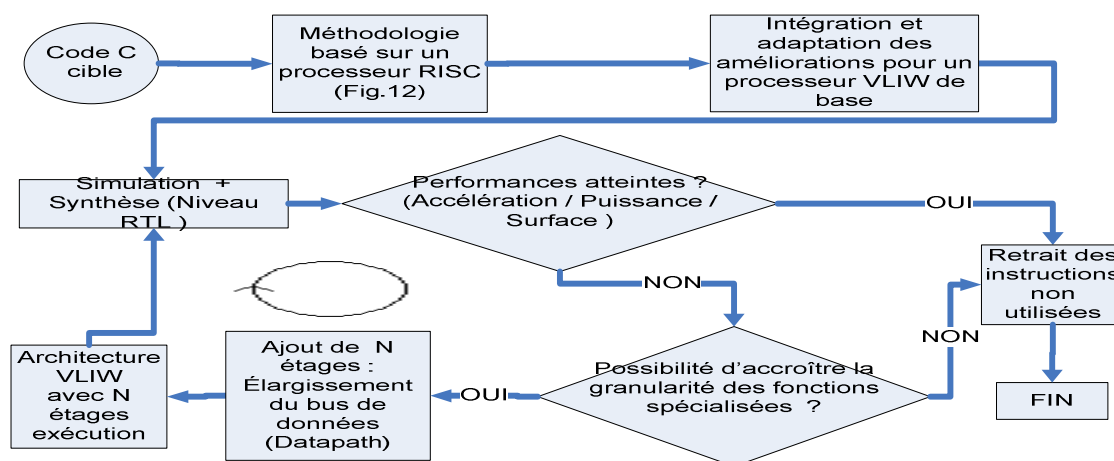 Code C
cible
Méthodologie
basé sur un
processeur RISC
(Fig.12)
Intégration et
adaptation des
améliorations pour un
processeur VLIW de
base
Simulation +
Synthèse (Niveau
RTL )
Performances atteintes ?
(Accélération / Puissance /
Surface )
OUI
NON
Retrait des
instructions
non
utilisées
NON
FIN
Possibilité d'accroître la
granularité des fonctions
spécialisées ?
OUI
Ajout de N
étages :
Élargissement
du bus de
données
(Datapath)
Architecture
VLIW
avec N
étages
exécution